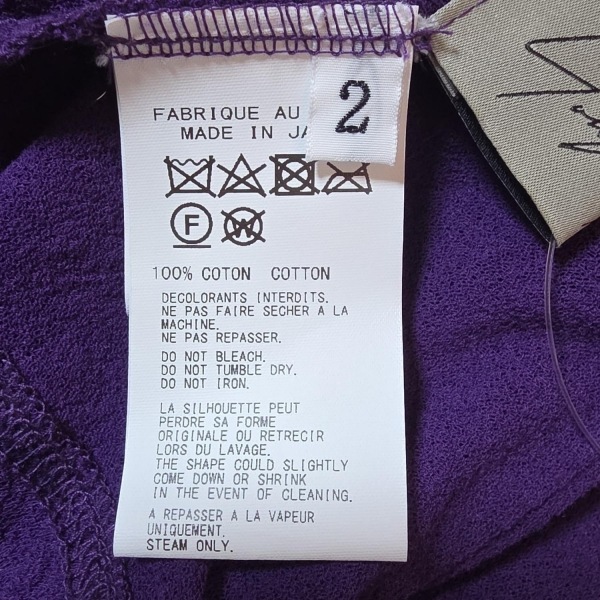 FABRIQUE AU
MADE IN
2
F
W
100% COTON COTTON
DECOLORANTS INTERDITS.
NE PAS FAIRE SECHER A LA
MACHINE.
NE PAS REPASSER.
DO NOT BLEACH.
DO NOT TUMBLE DRY.
DO NOT IRON.
LA SILHOUETTE PEUT
PERDRE SA FORME
ORIGINALE OU RETRECIR
LORS DU LAVAGE.
THE SHAPE COULD SLIGHTLY
COME DOWN OR SHRINK
IN THE EVENT OF CLEANING.
A REPASSER A LA VAPEUR
UNIQUEMENT.
STEAM ONLY.